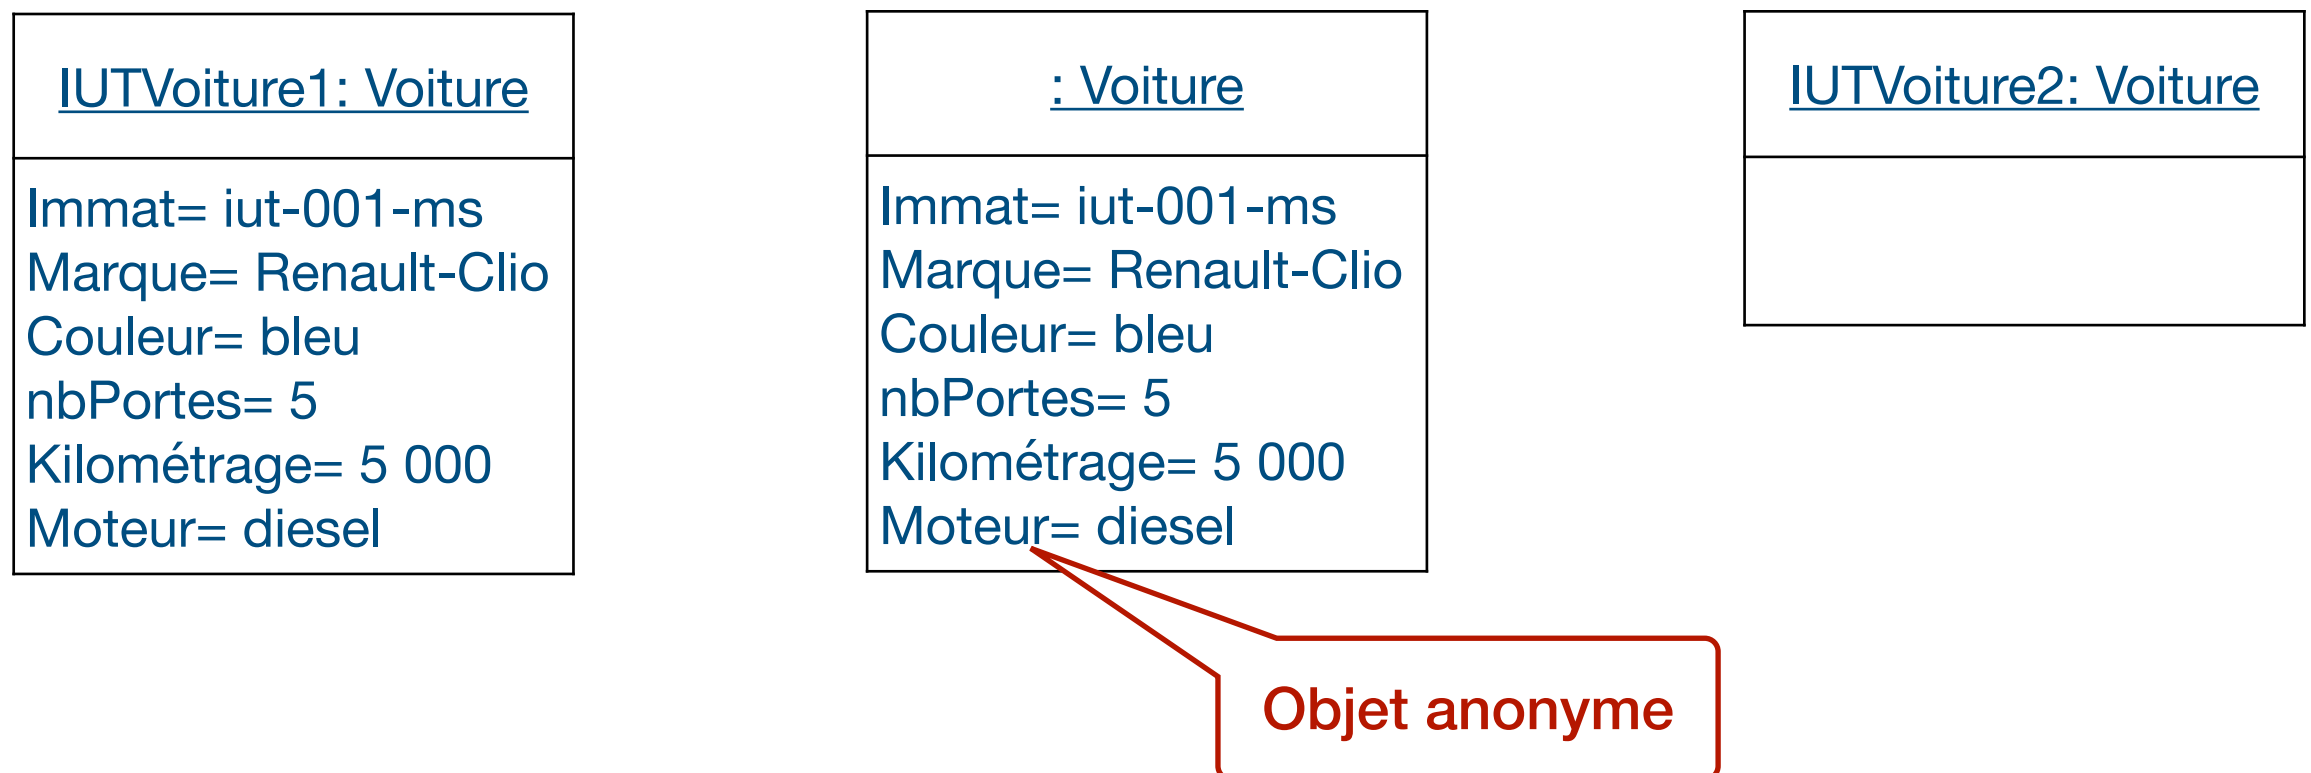 IUTVoiture1: Voiture
Immat= iut-001-ms
Marque= Renault-Clio
Couleur= bleu
nbPortes= 5
Kilométrage= 5 000
Moteur= diesel
: Voiture
Immat= iut-001-ms
Marque= Renault-Clio
Couleur= bleu
nbPortes= 5
Kilométrage= 5 000
Moteur= diesel
Objet anonyme
IUTVoiture2: Voiture